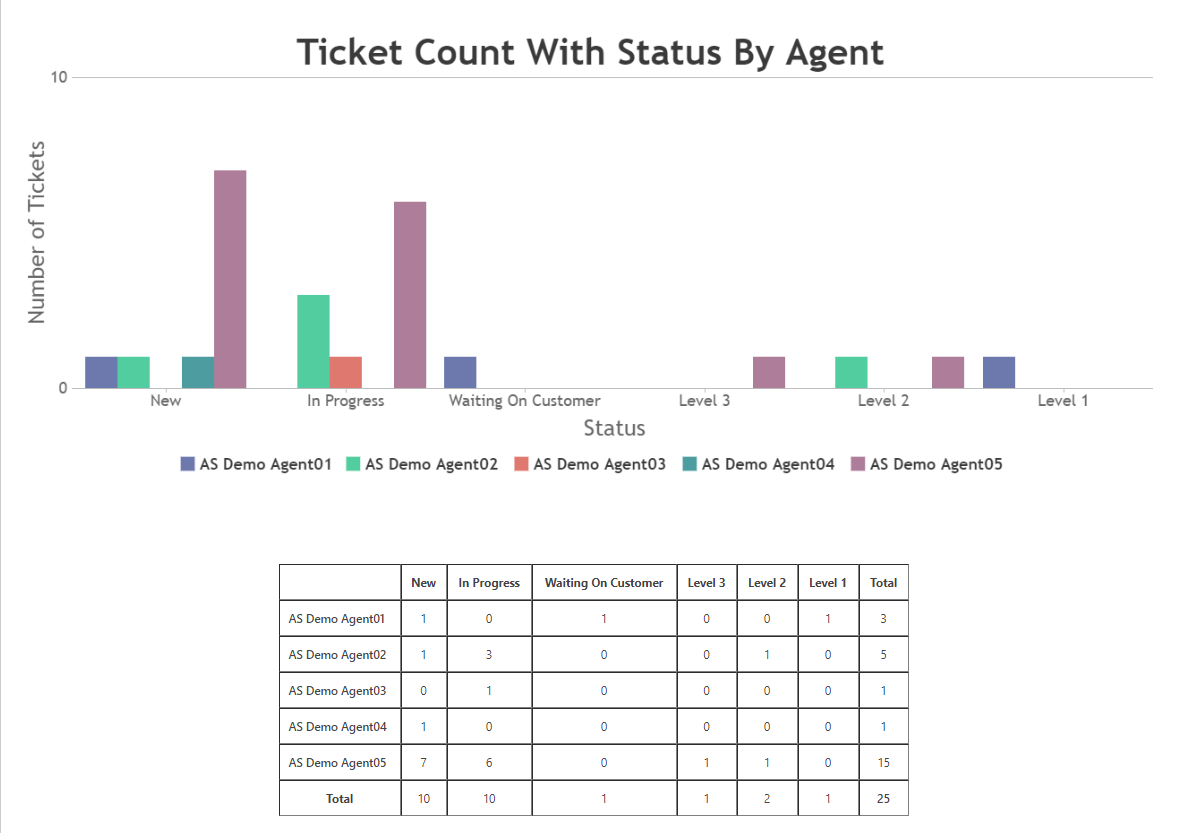 Ticket Count With Status By Agent
10
Number of Tickets
0
New In Progress Waiting On Customer Level 3 Level 2 Level 1
Status
AS Demo Agent01 AS Demo Agent02 AS Demo Agent03 AS Demo Agent04 AS Demo Agent05
New In Progress Waiting On Customer Level 3 Level 2 Level 1 Total
AS Demo Agent01 1 0 1 0 0 1 3
AS Demo Agent02 1 3 0 0 1 0 5
AS Demo Agent03 0 1 0 0 0 0 1
AS Demo Agent04 1 0 0 0 0 0 1
AS Demo Agent05 7 6 0 1 1 0 15
Total 10 10 1 1 2 1 25